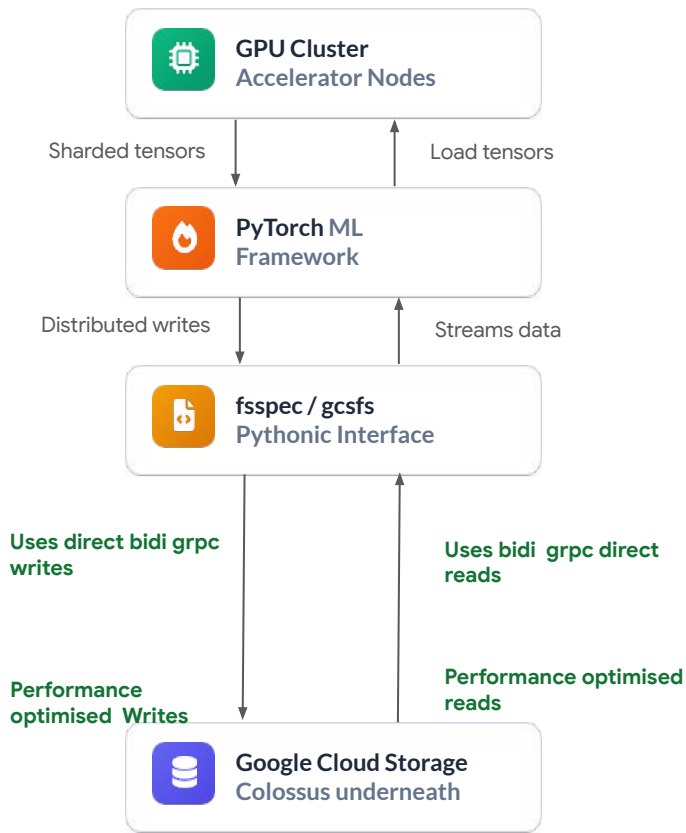 GPU Cluster
Accelerator Nodes
Sharded tensors
Load tensors
PyTorch ML
Framework
Distributed writes
Streams data
fsspec / gcsfs
Pythonic Interface
Uses direct bidi grpc
writes
Uses bidi  grpc direct
reads
Performance
optimised  Writes
Performance optimised
reads
Google Cloud Storage
Colossus underneath